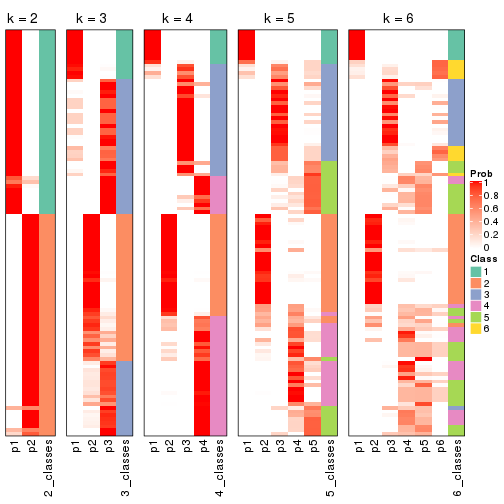 k = 2
k = 3
k = 4
k = 5
k = 6
Prob
1
0.8
0.6
0.4
0.2
0
Class
1
2
3
4
5
6
p1
p2
2_classes
p1
p2
p3
3_classes
p1
p2
p3
p4
4_classes
p1
p2
p3
p4
p5
5_classes
p1
p2
p3
p4
p5
p6
6_classes